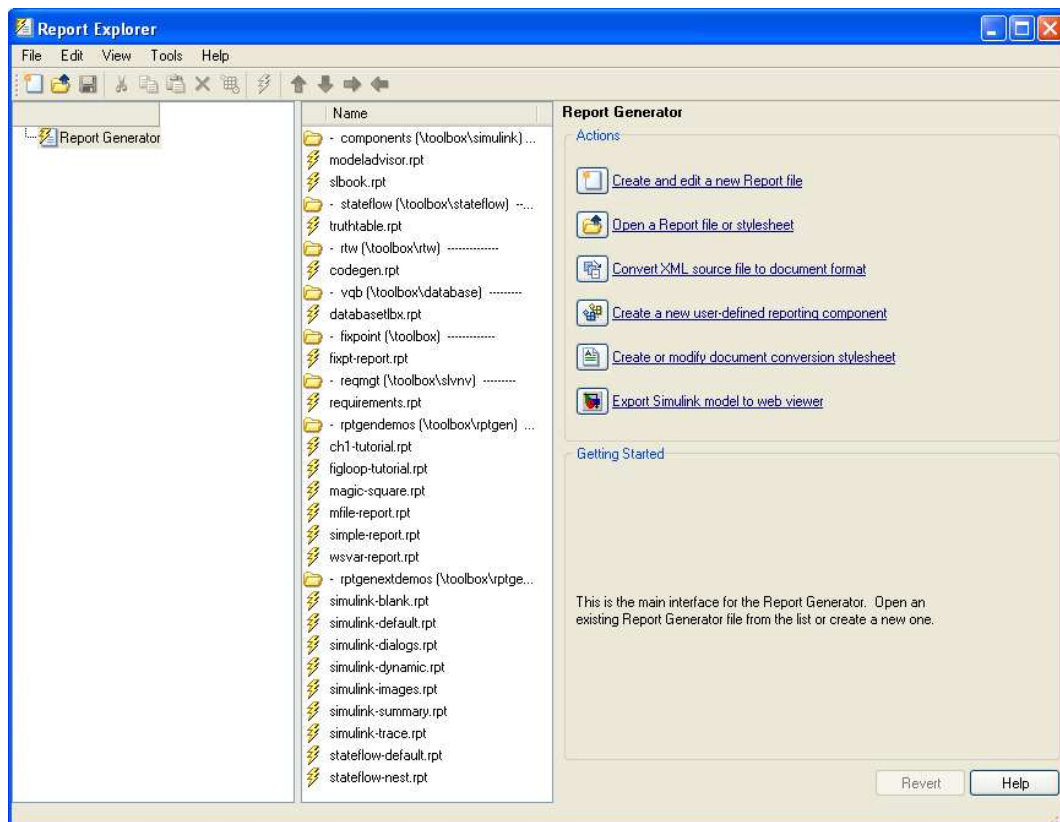 Report Explorer
File Edit View Tools Help
Report Generator
Name
- components (\toolbox\simulink) ...
modeladvisor.rpt
slbook.rpt
- stateflow (\toolbox\stateflow) --...
truthtable.rpt
- rtw (\toolbox\rtw) --------------
codegen.rpt
- vqb (\toolbox\database) ---------
databasetlbx.rpt
- fixpoint (\toolbox) -------------
fixpt-report.rpt
- reqmgt (\toolbox\slvnv) ---------
requirements.rpt
- rptgendemos (\toolbox\rptgen) ...
ch1-tutorial.rpt
figloop-tutorial.rpt
magic-square.rpt
mfile-report.rpt
simple-report.rpt
wsvar-report.rpt
- rptgenextdemos (\toolbox\rptge...
simulink-blank.rpt
simulink-default.rpt
simulink-dialogs.rpt
simulink-dynamic.rpt
simulink-images.rpt
simulink-summary.rpt
simulink-trace.rpt
stateflow-default.rpt
stateflow-nest.rpt
Report Generator
Actions
Create and edit a new Report file
Open a Report file or stylesheet
Convert XML source file to document format
Create a new user-defined reporting component
Create or modify document conversion stylesheet
Export Simulink model to web viewer
Getting Started
This is the main interface for the Report Generator. Open an
existing Report Generator file from the list or create a new one.
Revert Help